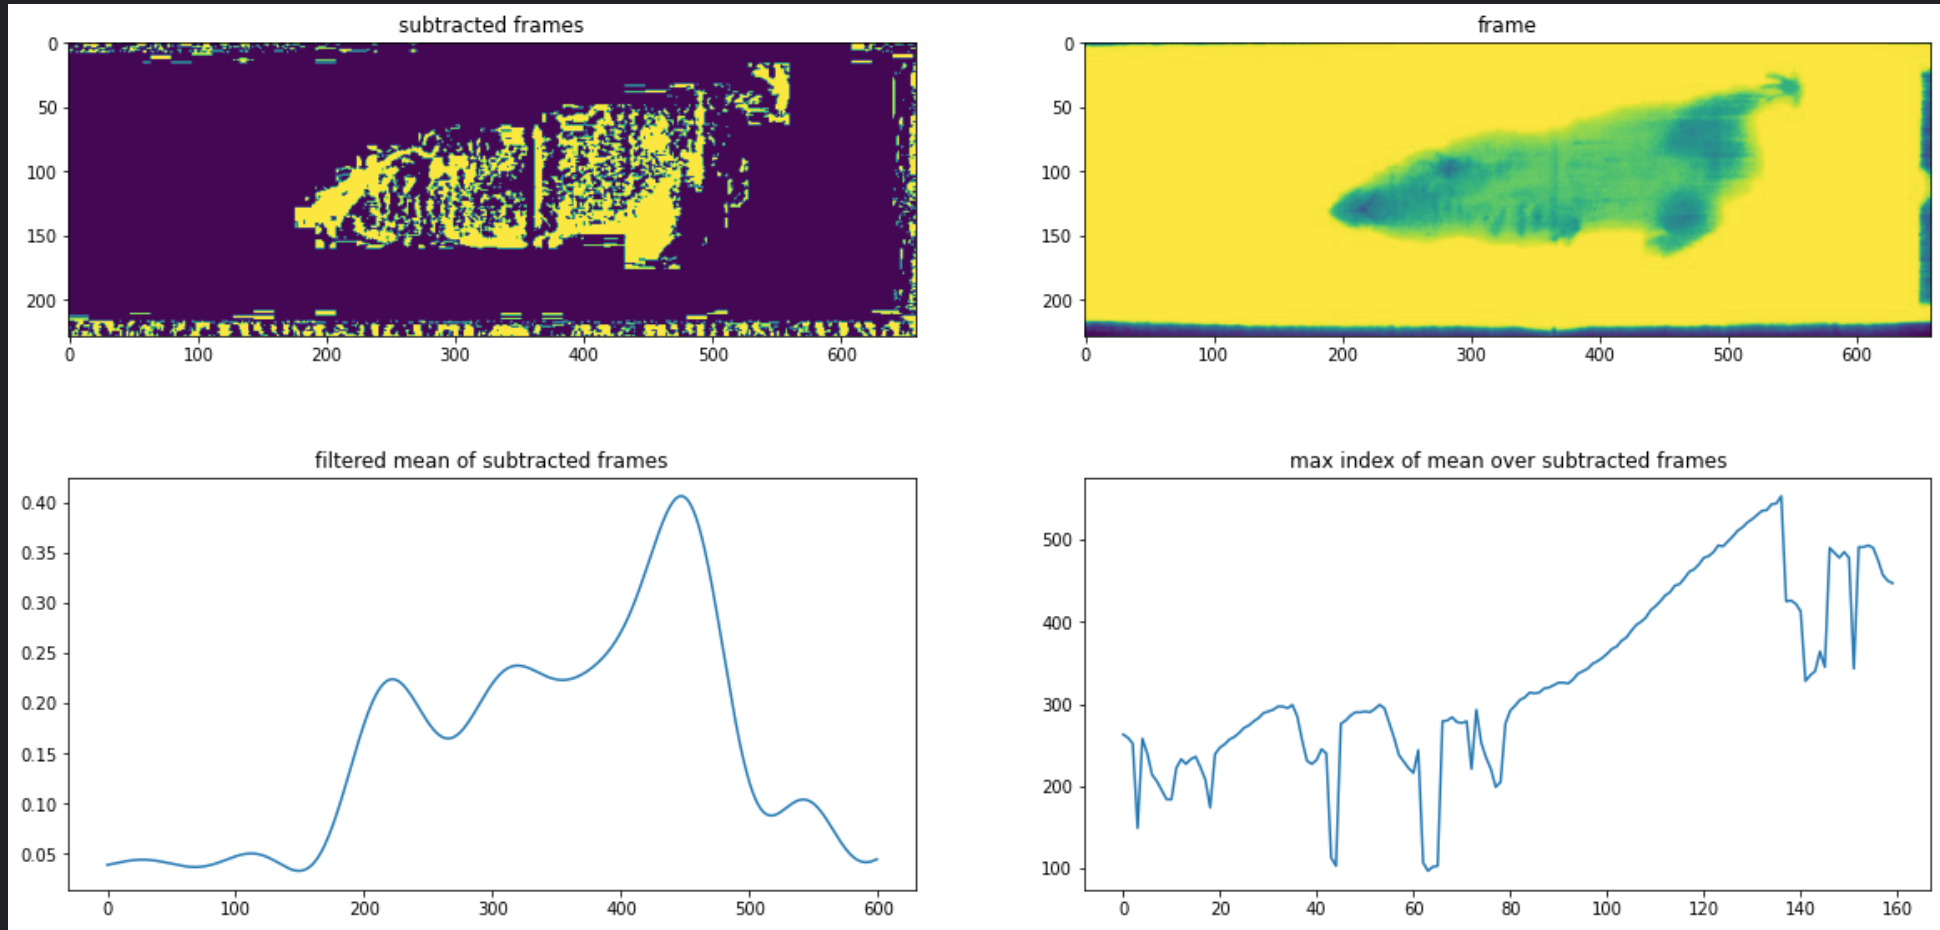 subtracted frames
0
50
100
150
200
0 100 200 300 400 500 600
frame
0
50
100
150
200
0 100 200 300 400 500 600
filtered mean of subtracted frames
0.40
0.35
0.30
0.25
0.20
0.15
0.10
0.05
0 100 200 300 400 500 600
max index of mean over subtracted frames
500
400
300
200
100
0 20 40 60 80 100 120 140 160